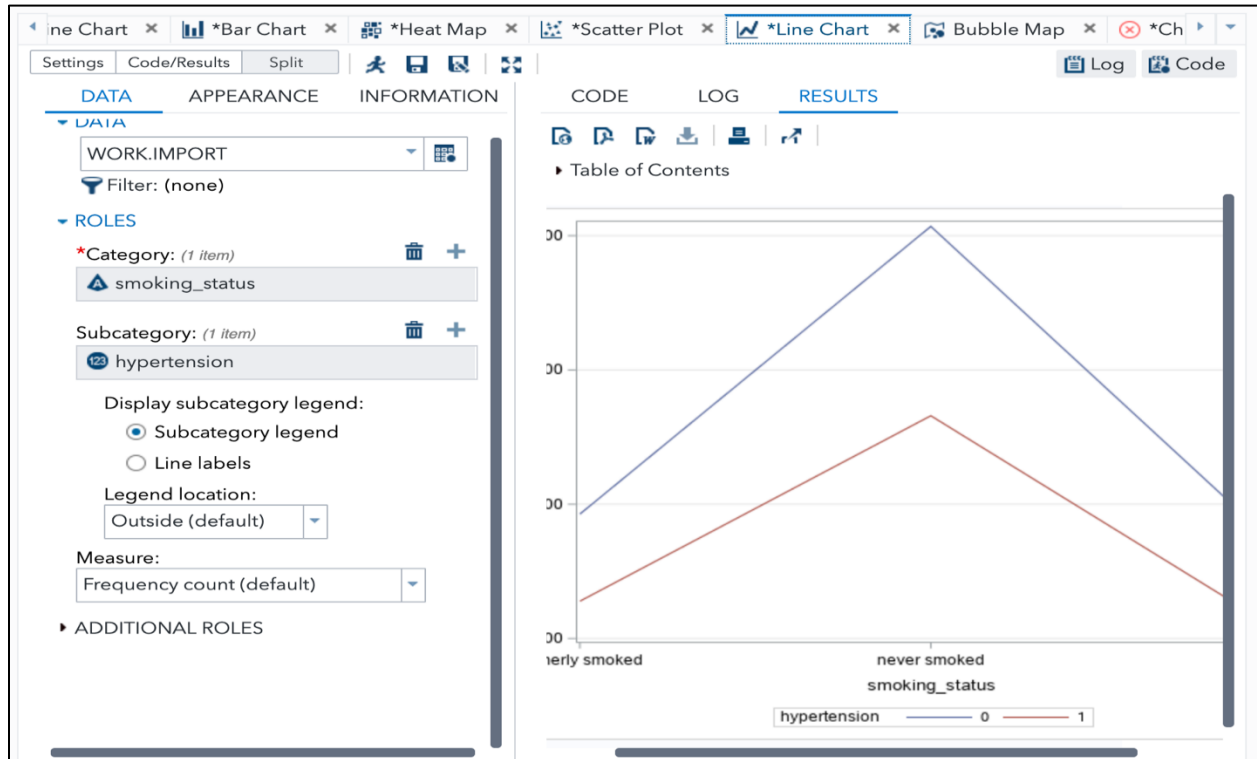 ne Chart × *Bar Chart × *Heat Map × *Scatter Plot × *Line Chart × Bubble Map × *Ch
Settings Code/Results Split Log Code
DATA APPEARANCE INFORMATION
DATA
WORK.IMPORT
Filter: (none)
ROLES
*Category: (1 item)
smoking_status
Subcategory: (1 item)
123 hypertension
Display subcategory legend:
Subcategory legend
Line labels
Legend location:
Outside (default)
Measure:
Frequency count (default)
ADDITIONAL ROLES
CODE LOG RESULTS
Table of Contents
00
00
00
00
nerly smoked never smoked
smoking_status
hypertension 0 1